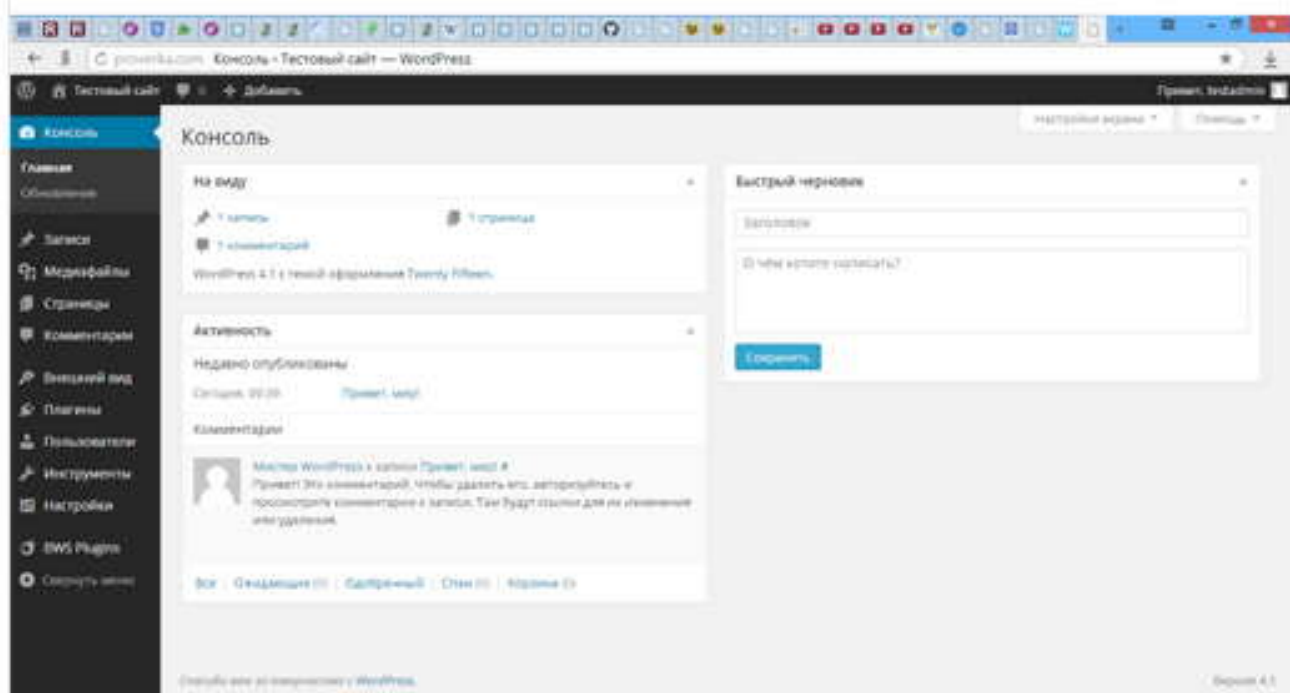 Консоль ‹ Тестовый сайт — WordPress
Тестовый сайт
Добавить
Привет, testadmin
Настройки экрана
Помощь
Консоль
Главная
Обновления
Записи
Медиафайлы
Страницы
Комментарии
Внешний вид
Плагины
Пользователи
Инструменты
Настройки
BWS Plugins
Свернуть меню
Консоль
На виду
1 запись
1 страница
1 комментарий
WordPress 4.1 с темой оформления Twenty Fifteen.
Активность
Недавно опубликованы
Сегодня,
Привет, мир!
Комментарии
Мистер WordPress к записи Привет, мир! #
Привет! Это комментарий. Чтобы удалить его, авторизуйтесь и
просмотрите комментарии к записи. Там будут ссылки для их изменения
или удаления.
Все | Ожидающие (0) | Одобренный | Спам (0) | Корзина (0)
Быстрый черновик
Заголовок
О чём хотите написать?
Сохранить
Спасибо вам за творчество с WordPress.
Версия 4.1